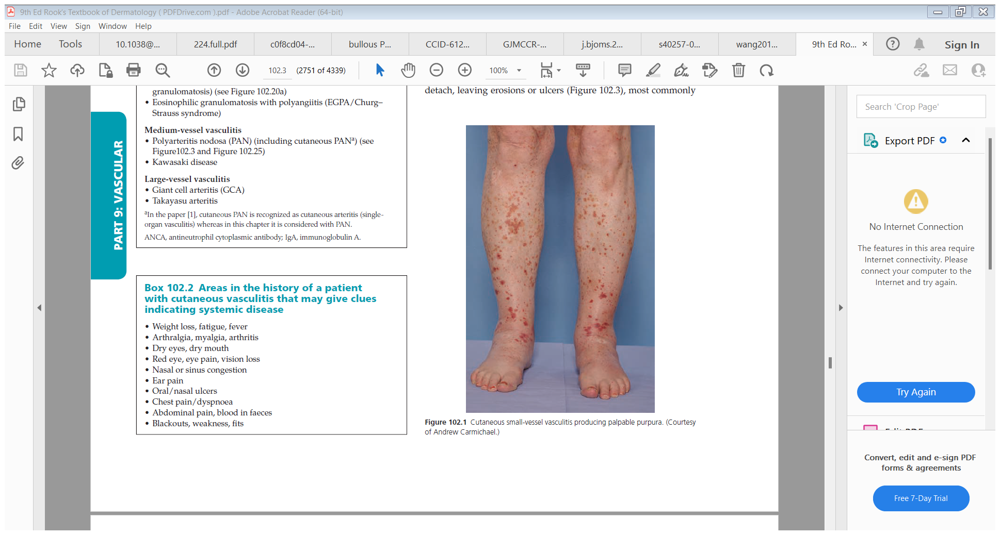 9th Ed Rook's Textbook of Dermatology ( PDFDrive.com ).pdf - Adobe Acrobat Reader (64-bit)
File Edit View Sign Window Help
Home Tools 10.1038@... 224.full.pdf c0f8cd04-... bullous P... CCID-612... GJMCCR-... j.bjoms.2... s40257-0... wang201... 9th Ed Ro... × Sign In
102.3 (2751 of 4339) 100%
granulomatosis) (see Figure 102.20a)
• Eosinophilic granulomatosis with polyangiitis (EGPA/Churg–
Strauss syndrome)
Medium-vessel vasculitis
• Polyarteritis nodosa (PAN) (including cutaneous PANa) (see
Figure102.3 and Figure 102.25)
• Kawasaki disease
Large-vessel vasculitis
• Giant cell arteritis (GCA)
• Takayasu arteritis
aIn the paper [1], cutaneous PAN is recognized as cutaneous arteritis (single-
organ vasculitis) whereas in this chapter it is considered with PAN.
ANCA, antineutrophil cytoplasmic antibody; IgA, immunoglobulin A.
PART 9: VASCULAR
Box 102.2 Areas in the history of a patient
with cutaneous vasculitis that may give clues
indicating systemic disease
• Weight loss, fatigue, fever
• Arthralgia, myalgia, arthritis
• Dry eyes, dry mouth
• Red eye, eye pain, vision loss
• Nasal or sinus congestion
• Ear pain
• Oral/nasal ulcers
• Chest pain/dyspnoea
• Abdominal pain, blood in faeces
• Blackouts, weakness, fits
detach, leaving erosions or ulcers (Figure 102.3), most commonly
Figure 102.1 Cutaneous small-vessel vasculitis producing palpable purpura. (Courtesy
of Andrew Carmichael.)
Search 'Crop Page'
Export PDF
No Internet Connection
The features in this area require
Internet connectivity. Please
connect your computer to the
Internet and try again.
Try Again
Edit PDF
Convert, edit and e-sign PDF
forms & agreements
Free 7-Day Trial